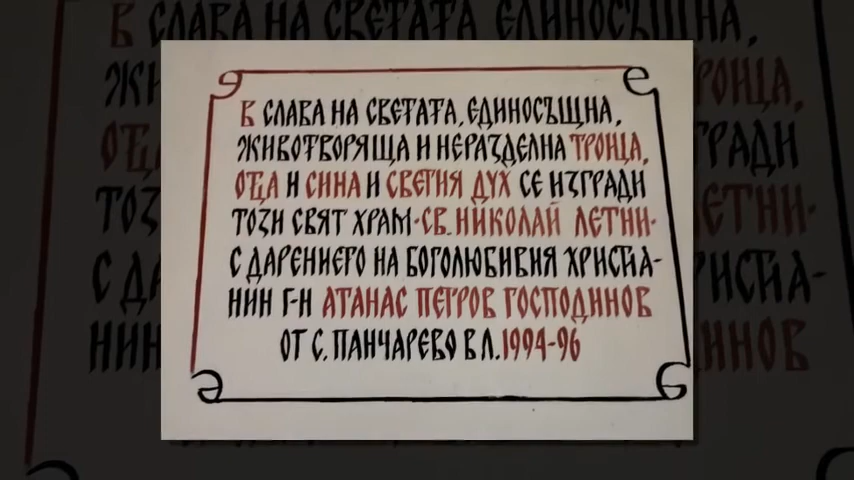 В СЛАВА НА СВЕТАТА, ЕДИНОСЪЩНА,
ЖИВОТВОРЯЩА И НЕРАЗДЕЛНА ТРОИЦА,
ОТЦА И СИНА И СВЕТИЯ ДУХ СЕ ИЗГРАДИ
ТОЗИ СВЯТ ХРАМ-СВ. НИКОЛАЙ ЛЕТНИ-
С ДАРЕНИЕТО НА БОГОЛЮБИВИЯ ХРИСТИА-
НИН Г-Н АТАНАС ПЕТРОВ ГОСПОДИНОВ
ОТ С. ПАНЧАРЕВО В Л. 1994-96